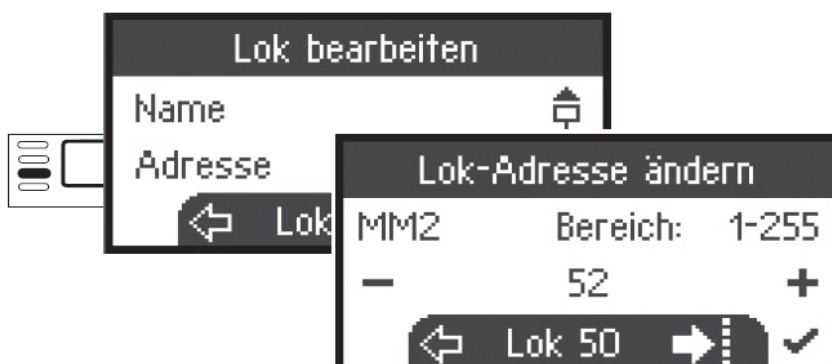 Lok bearbeiten
Name
Adresse
Lok
Lok-Adresse ändern
MM2 Bereich: 1-255
− 52 +
Lok 50